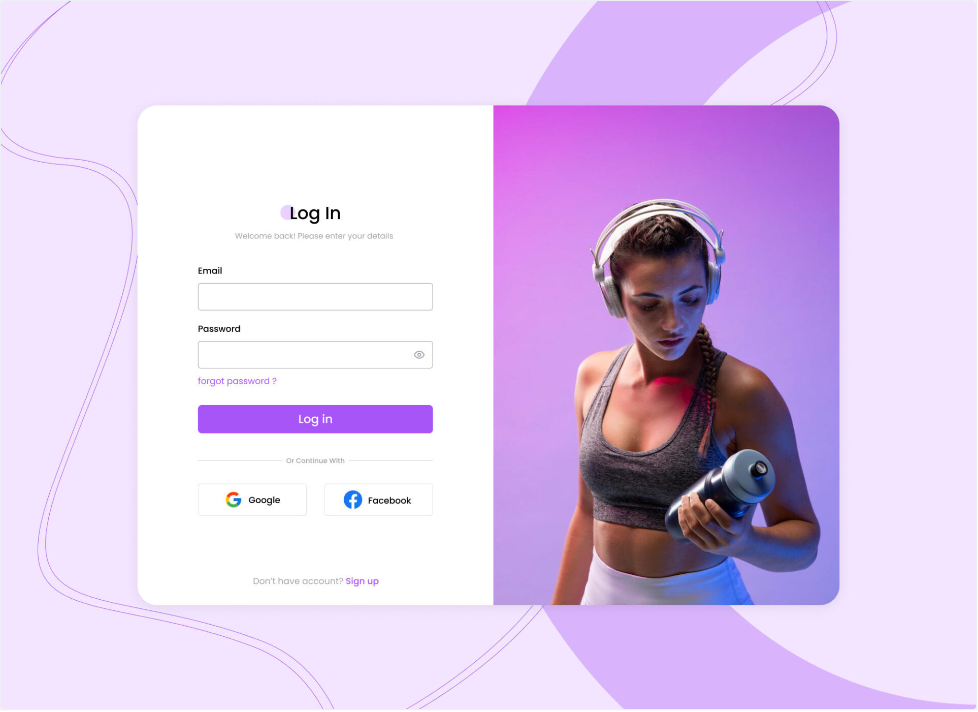 Log In
Welcome back! Please enter your details
Email
Password
forgot password ?
Log in
Or Continue With
Google
Facebook
Don't have account? Sign up